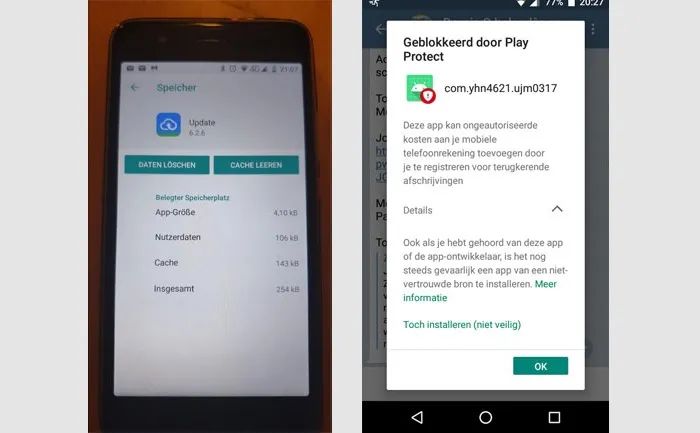 21:07
Speicher
Update
6.2.6
DATEN LÖSCHEN
CACHE LEEREN
Belegter Speicherplatz
App-Größe 4,10 kB
Nutzerdaten 106 kB
Cache 143 kB
Insgesamt 254 kB
77% 20:27
Geblokkeerd door Play
Protect
com.yhn4621.ujm0317
Deze app kan ongeautoriseerde
kosten aan je mobiele
telefoonrekening toevoegen door
je te registreren voor terugkerende
afschrijvingen
Details
Ook als je hebt gehoord van deze app
of de app-ontwikkelaar, is het nog
steeds gevaarlijk een app van een niet-
vertrouwde bron te installeren. Meer
informatie
Toch installeren (niet veilig)
OK